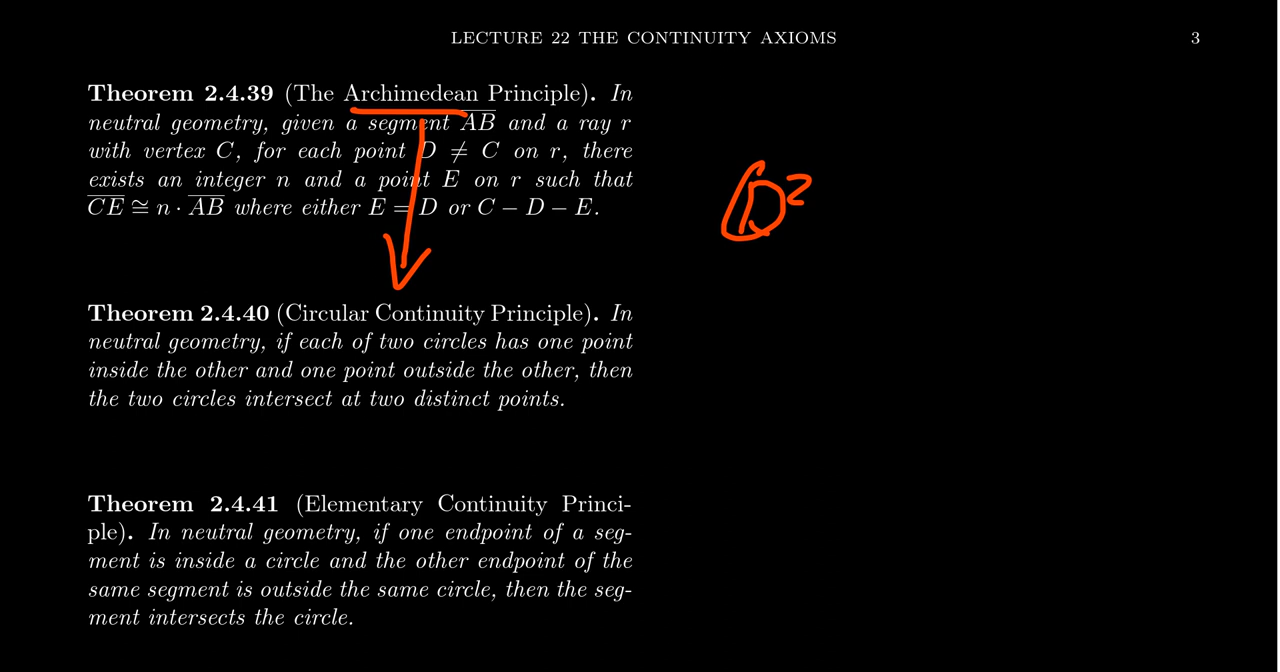 LECTURE 22 THE CONTINUITY AXIOMS 3
Theorem 2.4.39 (The Archimedean Principle). In
neutral geometry, given a segment A̅B̅ and a ray r
with vertex C, for each point D ≠ C on r, there
exists an integer n and a point E on r such that
C̅E̅ ≅ n · A̅B̅ where either E = D or C − D − E.
Theorem 2.4.40 (Circular Continuity Principle). In
neutral geometry, if each of two circles has one point
inside the other and one point outside the other, then
the two circles intersect at two distinct points.
Theorem 2.4.41 (Elementary Continuity Princi-
ple). In neutral geometry, if one endpoint of a seg-
ment is inside a circle and the other endpoint of the
same segment is outside the same circle, then the seg-
ment intersects the circle.